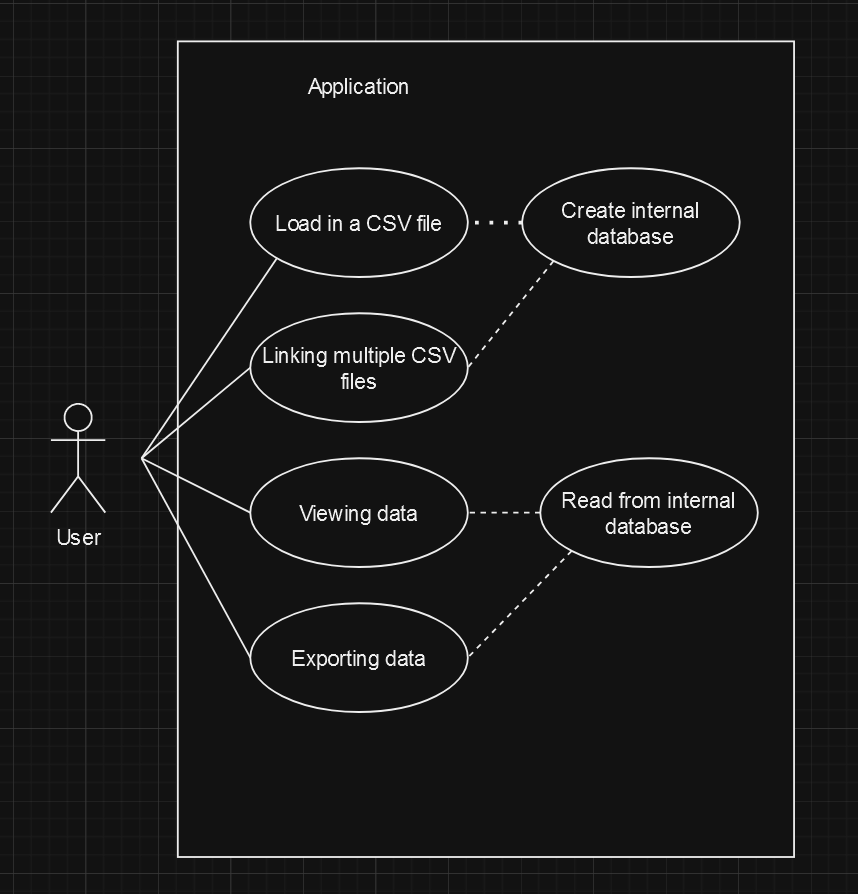 Application
Load in a CSV file
Create internal
database
Linking multiple CSV
files
User
Viewing data
Read from internal
database
Exporting data